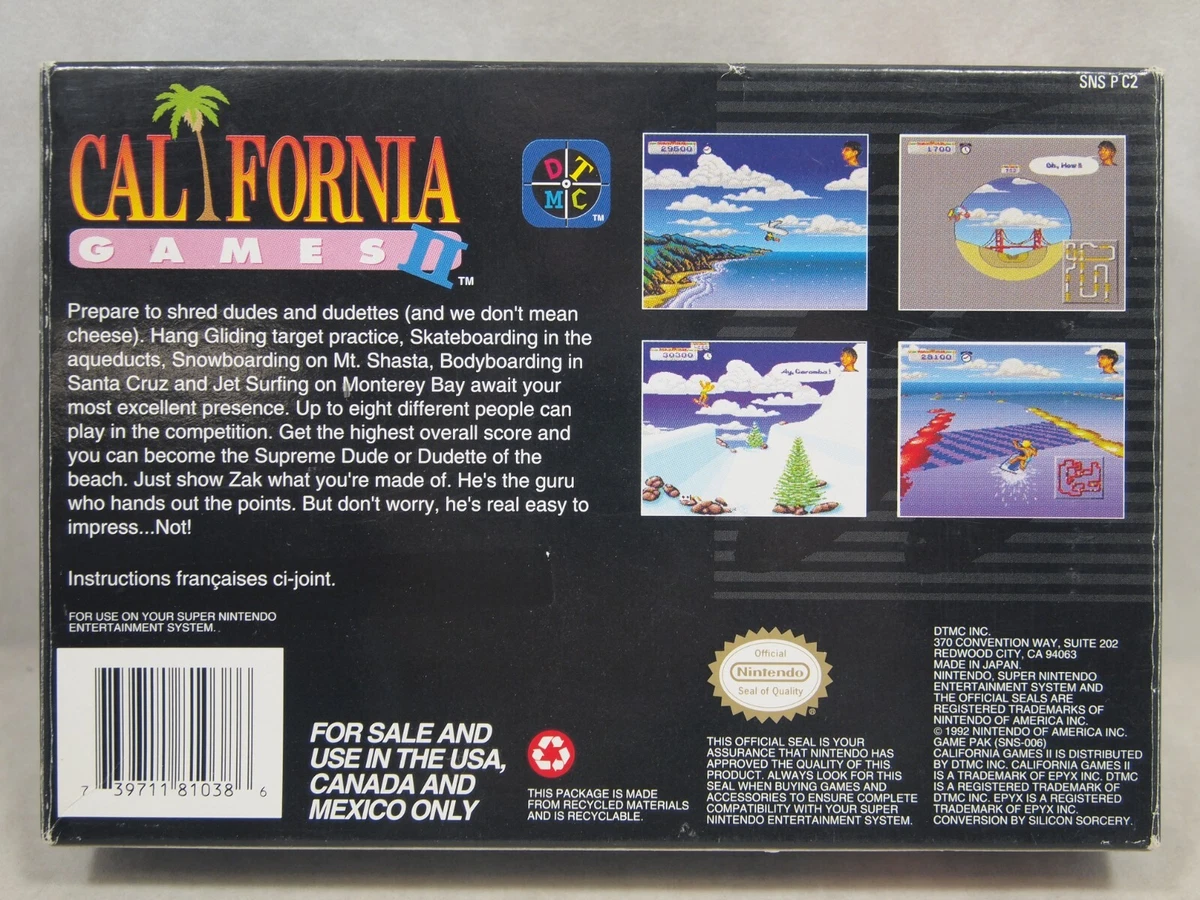 SNS P C2
CALIFORNIA
GAMES II TM
DTMC TM
Prepare to shred dudes and dudettes (and we don't mean
cheese). Hang Gliding target practice, Skateboarding in the
aqueducts, Snowboarding on Mt. Shasta, Bodyboarding in
Santa Cruz and Jet Surfing on Monterey Bay await your
most excellent presence. Up to eight different people can
play in the competition. Get the highest overall score and
you can become the Supreme Dude or Dudette of the
beach. Just show Zak what you're made of. He's the guru
who hands out the points. But don't worry, he's real easy to
impress...Not!
Instructions françaises ci-joint.
FOR USE ON YOUR SUPER NINTENDO
ENTERTAINMENT SYSTEM.
29500
1700
30300
Ay, Caramba!
28100
7 39711 81038 6
FOR SALE AND
USE IN THE USA,
CANADA AND
MEXICO ONLY
THIS PACKAGE IS MADE
FROM RECYCLED MATERIALS
AND IS RECYCLABLE.
Official
Nintendo
Seal of Quality
®
THIS OFFICIAL SEAL IS YOUR
ASSURANCE THAT NINTENDO HAS
APPROVED THE QUALITY OF THIS
PRODUCT. ALWAYS LOOK FOR THIS
SEAL WHEN BUYING GAMES AND
ACCESSORIES TO ENSURE COMPLETE
COMPATIBILITY WITH YOUR SUPER
NINTENDO ENTERTAINMENT SYSTEM.
DTMC INC.
370 CONVENTION WAY, SUITE 202
REDWOOD CITY, CA 94063
MADE IN JAPAN.
NINTENDO, SUPER NINTENDO
ENTERTAINMENT SYSTEM AND
THE OFFICIAL SEALS ARE
REGISTERED TRADEMARKS OF
NINTENDO OF AMERICA INC.
© 1992 NINTENDO OF AMERICA INC.
GAME PAK (SNS-006)
CALIFORNIA GAMES II IS DISTRIBUTED
BY DTMC INC. CALIFORNIA GAMES II
IS A TRADEMARK OF EPYX INC. DTMC
IS A REGISTERED TRADEMARK OF
DTMC INC. EPYX IS A REGISTERED
TRADEMARK OF EPYX INC.
CONVERSION BY SILICON SORCERY.